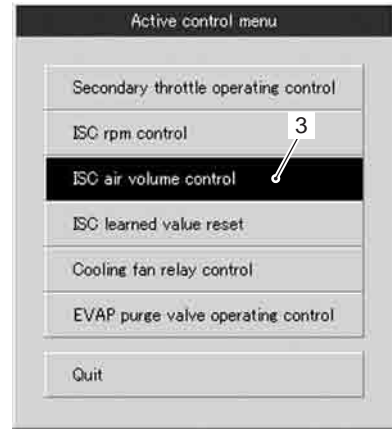 Active control menu
Secondary throttle operating control
ISC rpm control
3
ISC air volume control
ISC learned value reset
Cooling fan relay control
EVAP purge valve operating control
Quit